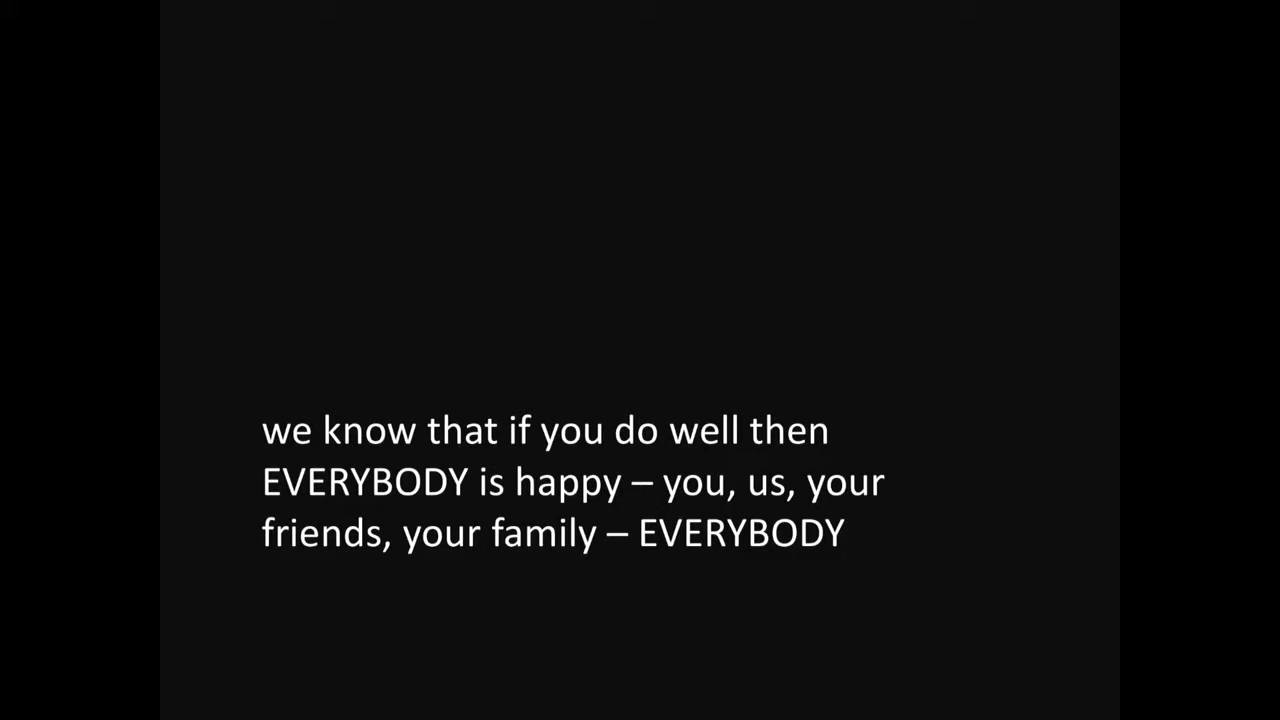 we know that if you do well then
EVERYBODY is happy – you, us, your
friends, your family – EVERYBODY